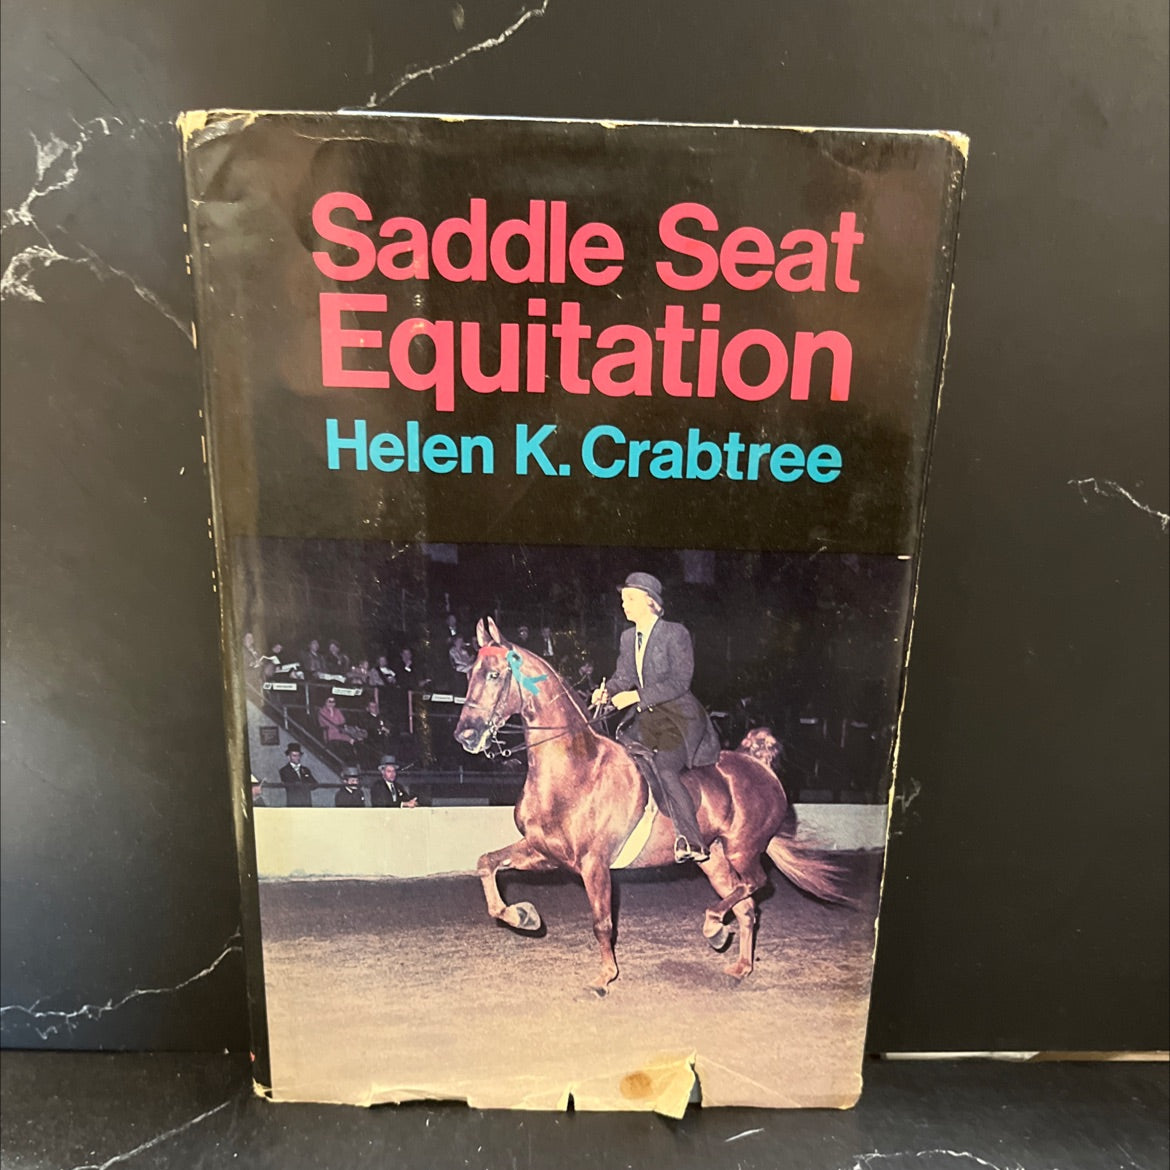 Saddle Seat
Equitation
Helen K. Crabtree